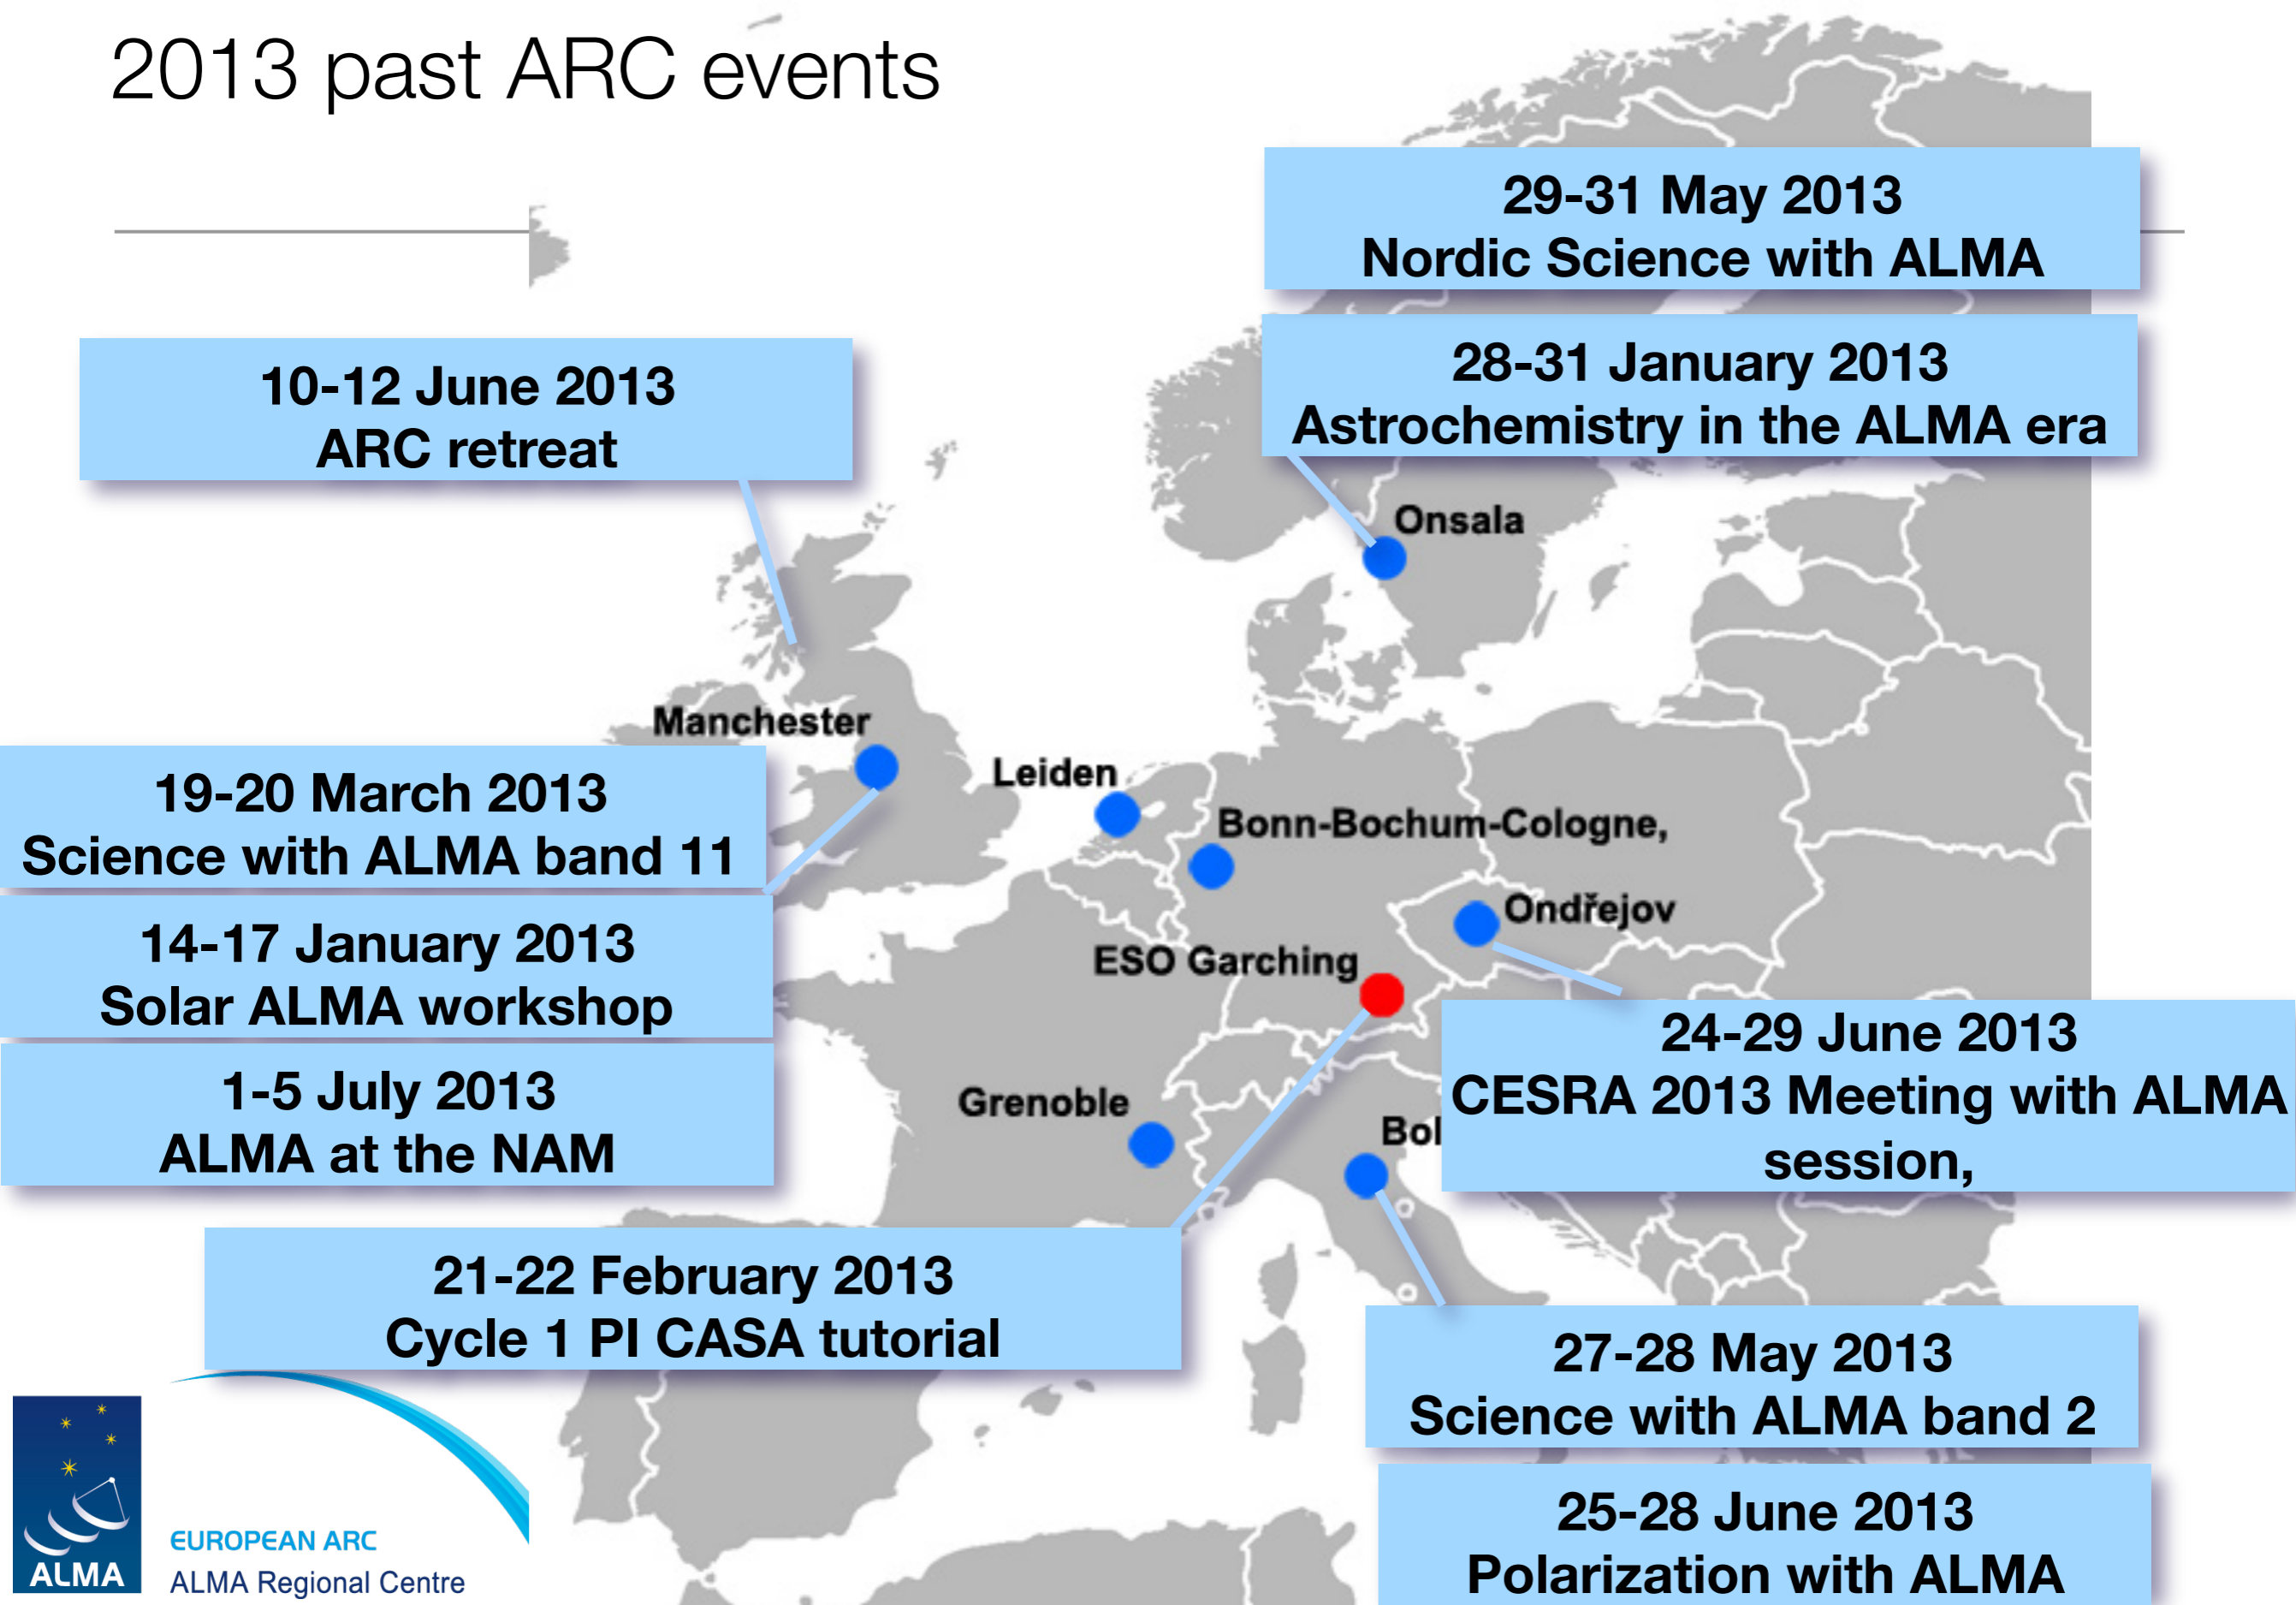 2013 past ARC events
29-31 May 2013
Nordic Science with ALMA
28-31 January 2013
Astrochemistry in the ALMA era
10-12 June 2013
ARC retreat
Onsala
Manchester
Leiden
19-20 March 2013
Science with ALMA band 11
Bonn-Bochum-Cologne,
Ondřejov
14-17 January 2013
Solar ALMA workshop
ESO Garching
24-29 June 2013
CESRA 2013 Meeting with ALMA
session,
1-5 July 2013
ALMA at the NAM
Grenoble
Bol
21-22 February 2013
Cycle 1 PI CASA tutorial
27-28 May 2013
Science with ALMA band 2
25-28 June 2013
Polarization with ALMA
ALMA
EUROPEAN ARC
ALMA Regional Centre